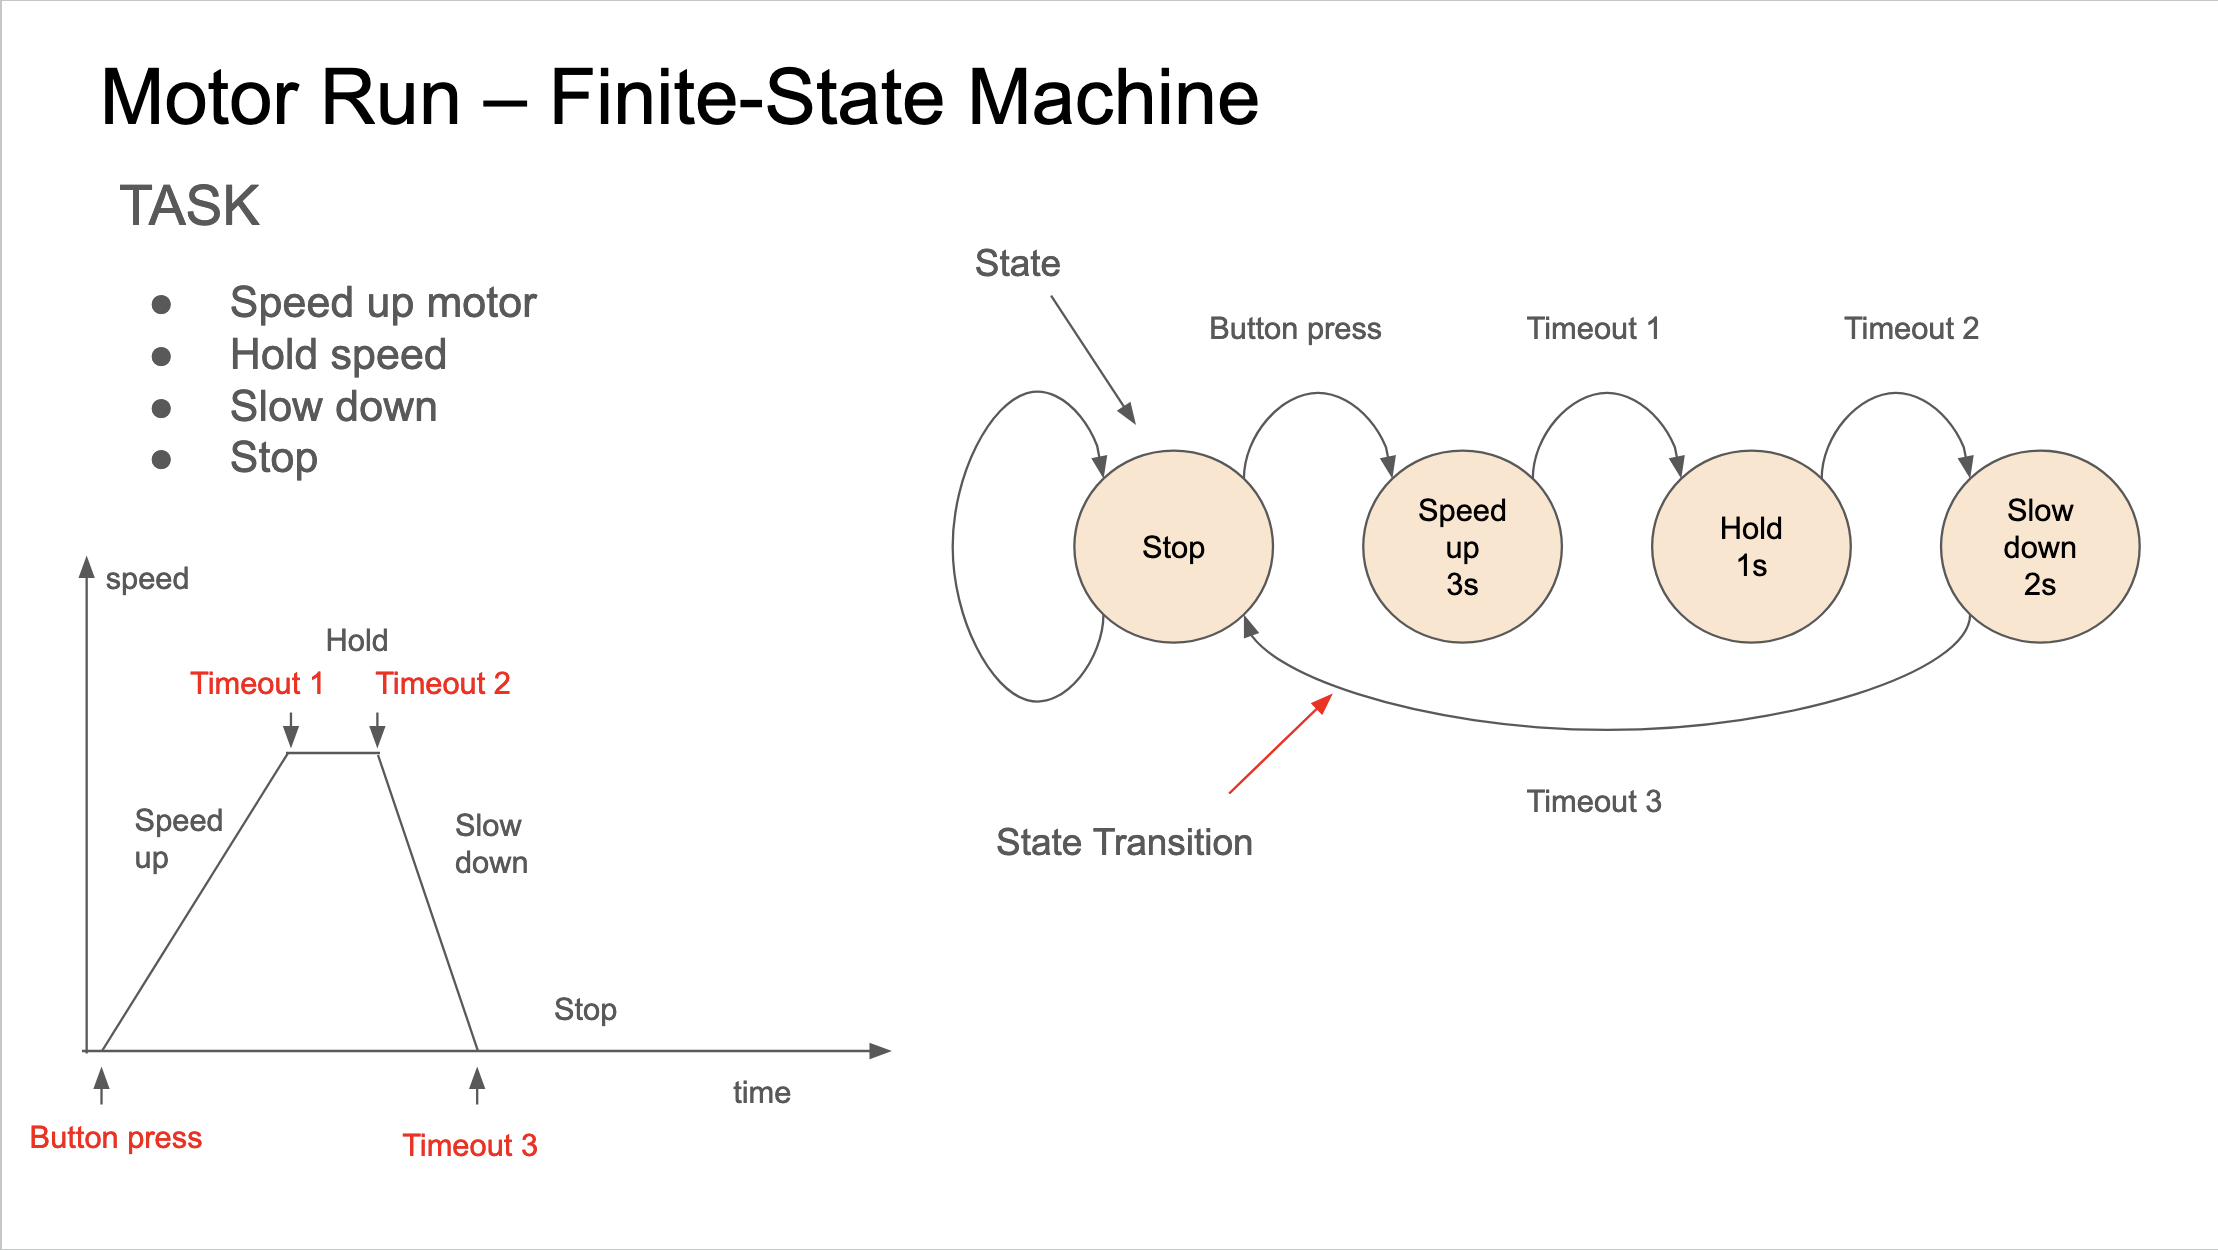 Motor Run – Finite-State Machine
TASK
● Speed up motor
● Hold speed
● Slow down
● Stop
State
Button press
Timeout 1
Timeout 2
Stop
Speed
up
3s
Hold
1s
Slow
down
2s
State Transition
Timeout 3
speed
Hold
Timeout 1
Timeout 2
Speed
up
Slow
down
Stop
time
Button press
Timeout 3